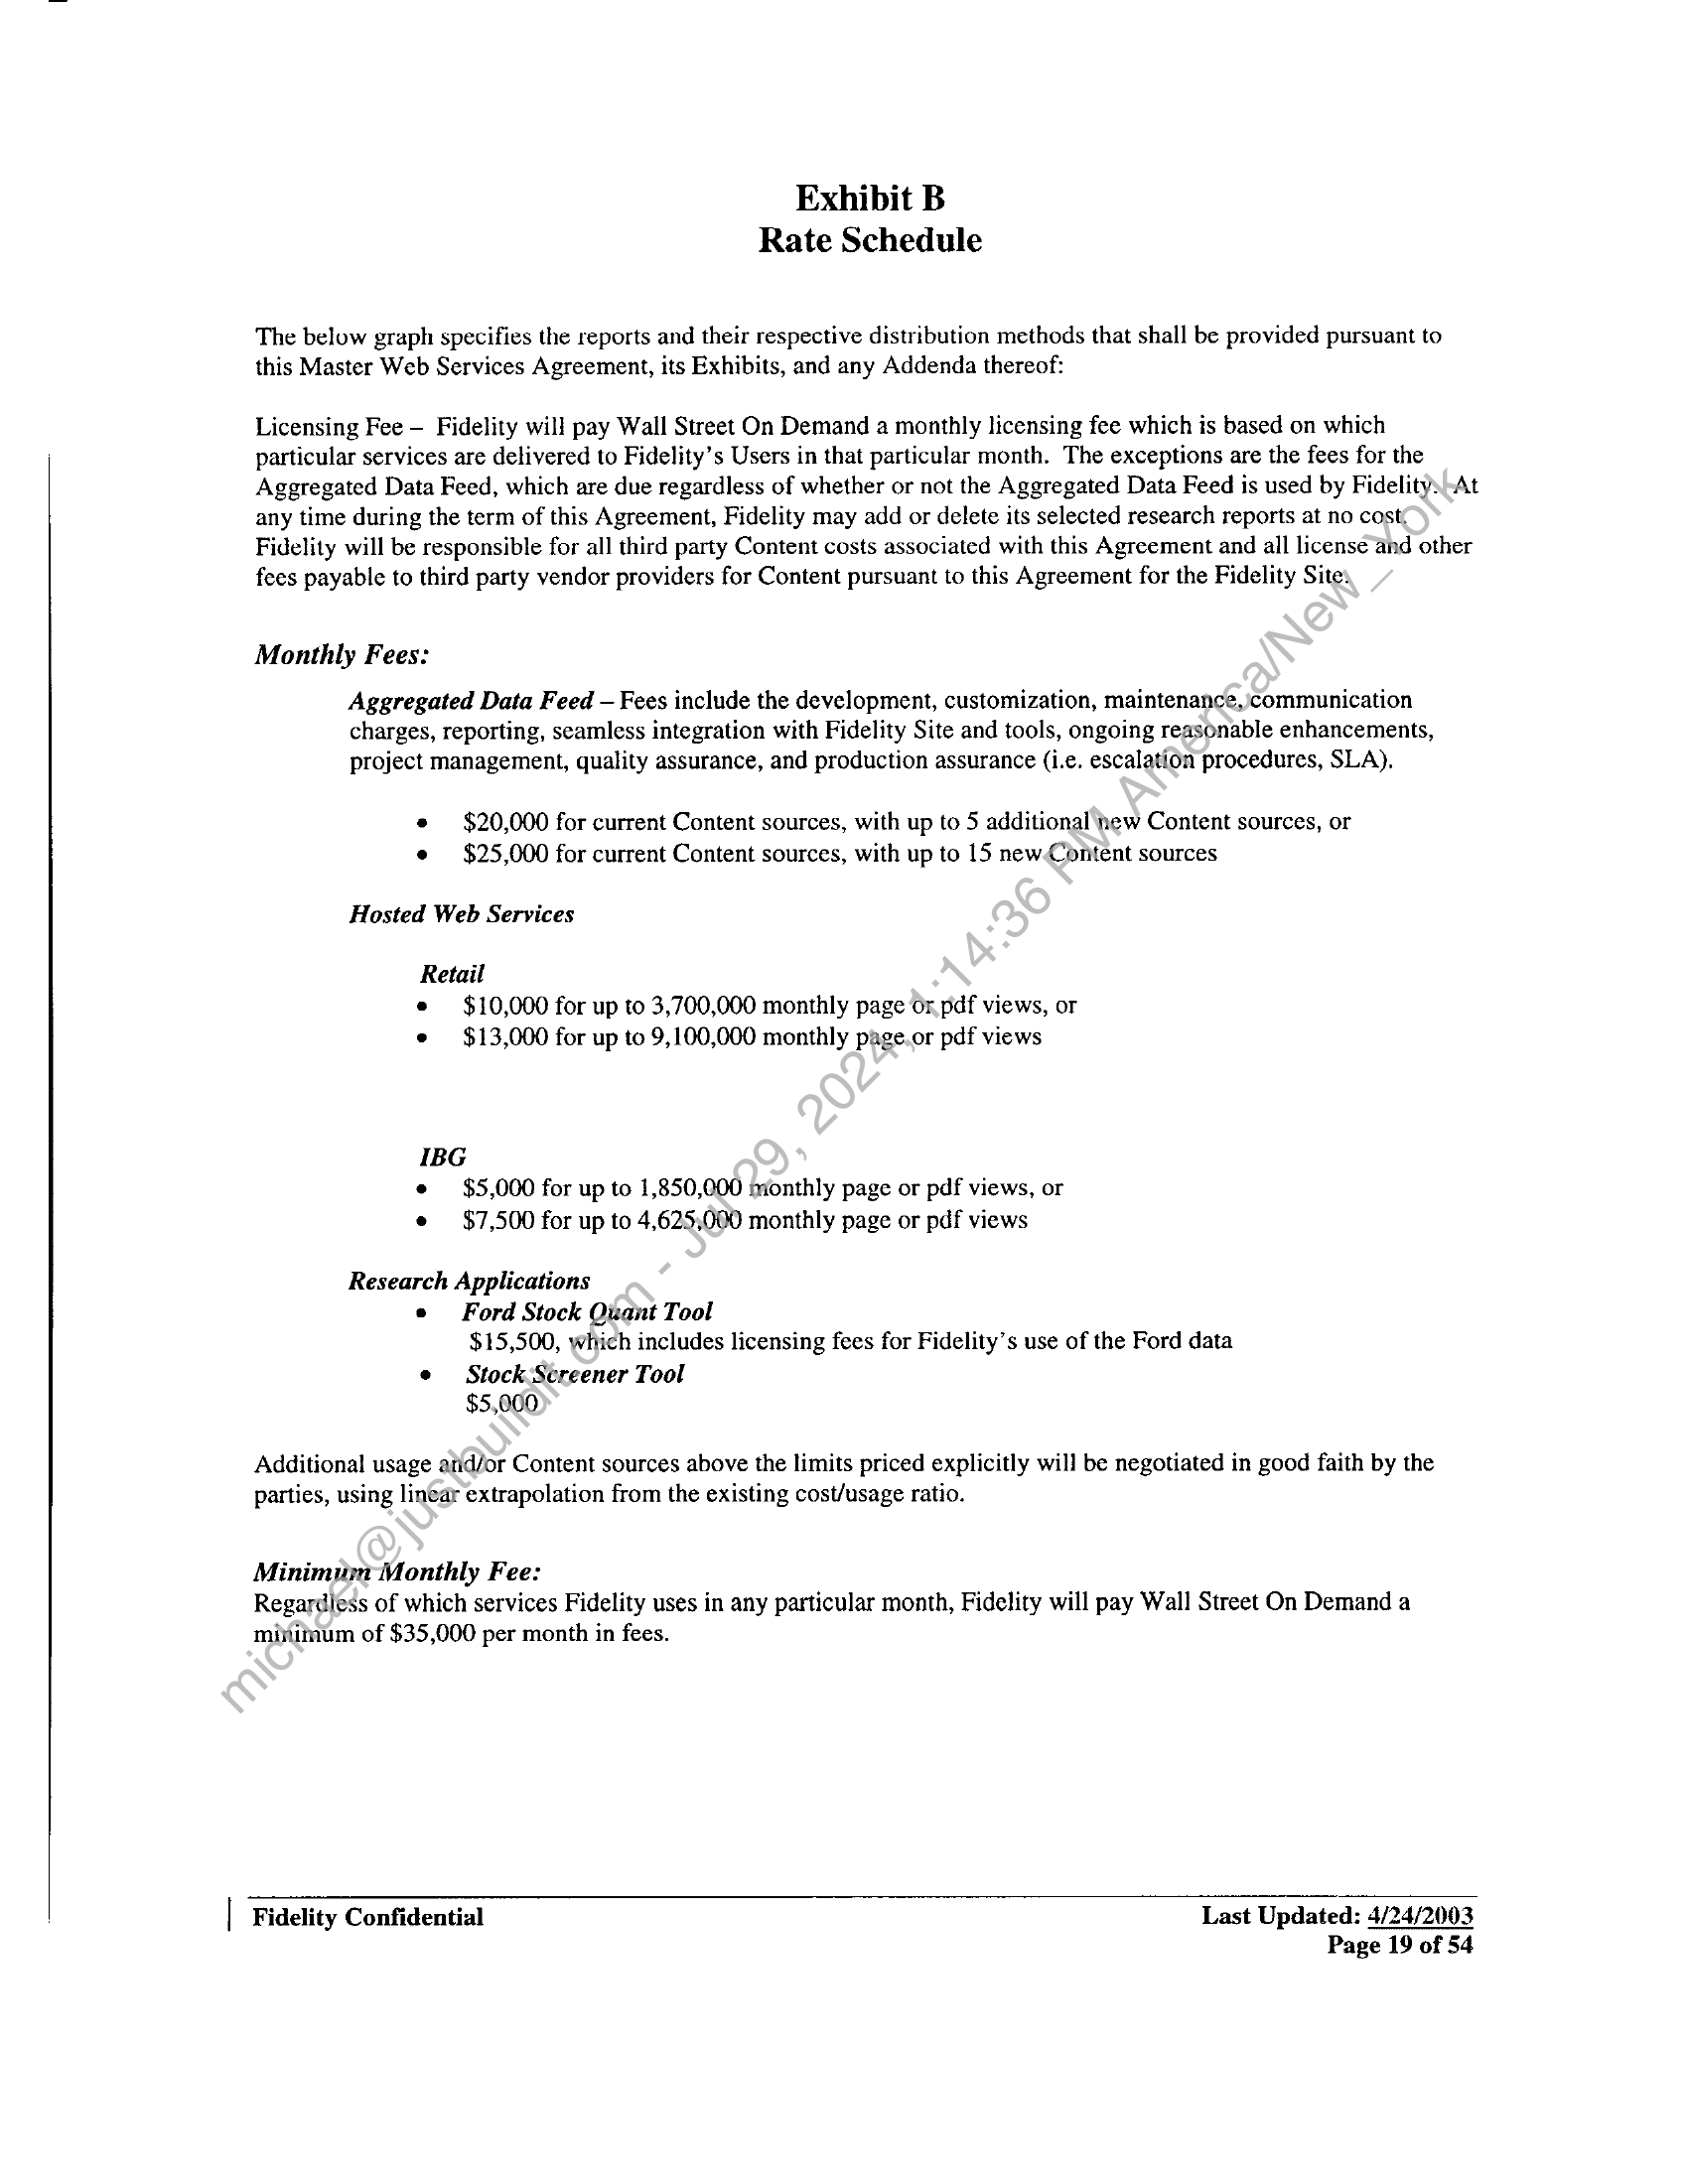 Exhibit B
Rate Schedule
The below graph specifies the reports and their respective distribution methods that shall be provided pursuant to
this Master Web Services Agreement, its Exhibits, and any Addenda thereof:
Licensing Fee – Fidelity will pay Wall Street On Demand a monthly licensing fee which is based on which
particular services are delivered to Fidelity's Users in that particular month. The exceptions are the fees for the
Aggregated Data Feed, which are due regardless of whether or not the Aggregated Data Feed is used by Fidelity. At
any time during the term of this Agreement, Fidelity may add or delete its selected research reports at no cost.
Fidelity will be responsible for all third party Content costs associated with this Agreement and all license and other
fees payable to third party vendor providers for Content pursuant to this Agreement for the Fidelity Site.
Monthly Fees:
Aggregated Data Feed – Fees include the development, customization, maintenance, communication
charges, reporting, seamless integration with Fidelity Site and tools, ongoing reasonable enhancements,
project management, quality assurance, and production assurance (i.e. escalation procedures, SLA).
• $20,000 for current Content sources, with up to 5 additional new Content sources, or
• $25,000 for current Content sources, with up to 15 new Content sources
Hosted Web Services
Retail
• $10,000 for up to 3,700,000 monthly page or pdf views, or
• $13,000 for up to 9,100,000 monthly page or pdf views
IBG
• $5,000 for up to 1,850,000 monthly page or pdf views, or
• $7,500 for up to 4,625,000 monthly page or pdf views
Research Applications
• Ford Stock Quant Tool
$15,500, which includes licensing fees for Fidelity's use of the Ford data
• Stock Screener Tool
$5,000
Additional usage and/or Content sources above the limits priced explicitly will be negotiated in good faith by the
parties, using linear extrapolation from the existing cost/usage ratio.
Minimum Monthly Fee:
Regardless of which services Fidelity uses in any particular month, Fidelity will pay Wall Street On Demand a
minimum of $35,000 per month in fees.
Fidelity Confidential
Last Updated: 4/24/2003
Page 19 of 54
michael@justbuildit.com - Jul 29, 2024, 1:14:36 PM America/New_York